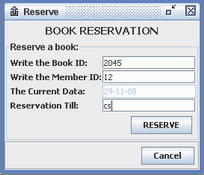 Reserve
BOOK RESERVATION
Reserve a book:
Write the Book ID: 2045
Write the Member ID: 12
The Current Data: 29-11-08
Reservation Till: cs
RESERVE
Cancel